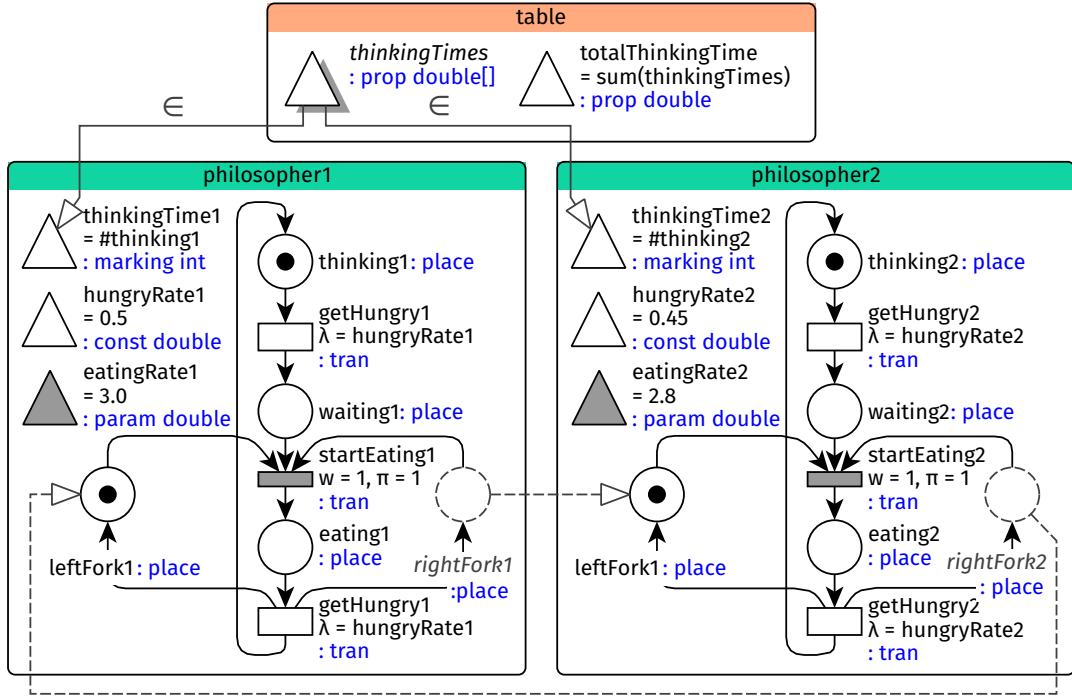 table
thinkingTimes
: prop double[]
totalThinkingTime
= sum(thinkingTimes)
: prop double
∈
∈
philosopher1
thinkingTime1
= #thinking1
: marking int
hungryRate1
= 0.5
: const double
eatingRate1
= 3.0
: param double
thinking1: place
getHungry1
λ = hungryRate1
: tran
waiting1: place
startEating1
w = 1, π = 1
: tran
eating1
: place
leftFork1: place
rightFork1
:place
getHungry1
λ = hungryRate1
: tran
philosopher2
thinkingTime2
= #thinking2
: marking int
hungryRate2
= 0.45
: const double
eatingRate2
= 2.8
: param double
thinking2: place
getHungry2
λ = hungryRate2
: tran
waiting2: place
startEating2
w = 1, π = 1
: tran
eating2
: place
leftFork1: place
rightFork2
: place
getHungry2
λ = hungryRate2
: tran